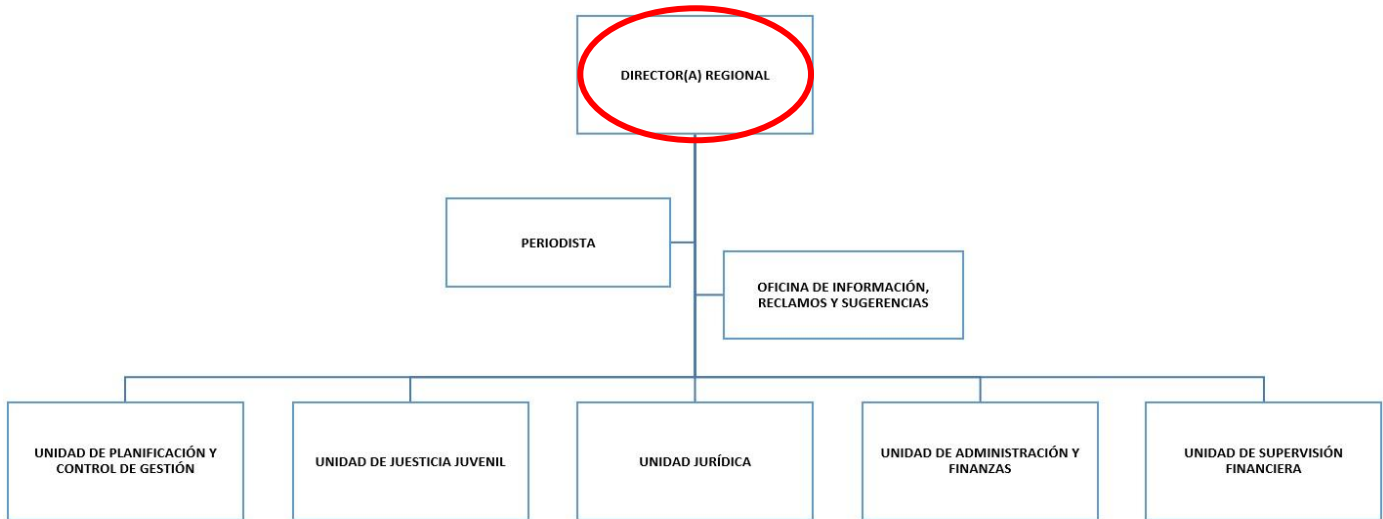 DIRECTOR(A) REGIONAL
PERIODISTA
OFICINA DE INFORMACIÓN,
RECLAMOS Y SUGERENCIAS
UNIDAD DE PLANIFICACIÓN Y
CONTROL DE GESTIÓN
UNIDAD DE JUESTICIA JUVENIL
UNIDAD JURÍDICA
UNIDAD DE ADMINISTRACIÓN Y
FINANZAS
UNIDAD DE SUPERVISIÓN
FINANCIERA